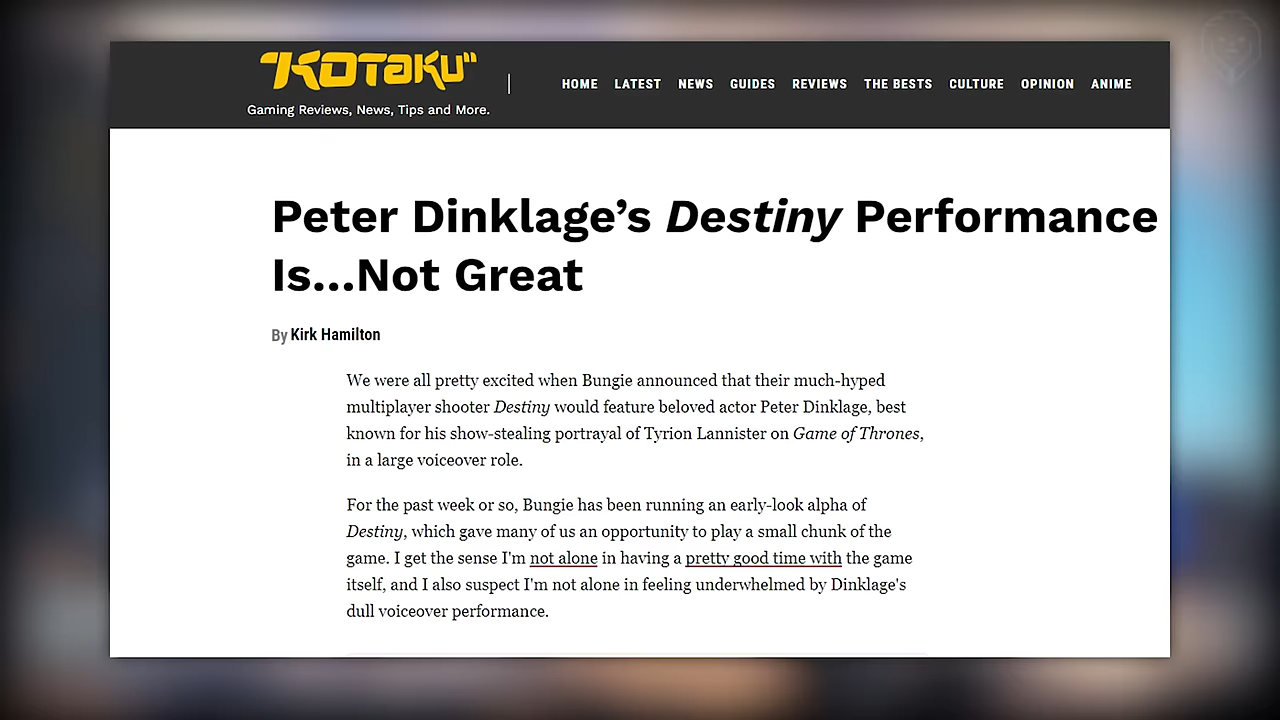 "KOTAKU"
Gaming Reviews, News, Tips and More.
HOME LATEST NEWS GUIDES REVIEWS THE BESTS CULTURE OPINION ANIME
Peter Dinklage’s Destiny Performance
Is...Not Great
By Kirk Hamilton
We were all pretty excited when Bungie announced that their much-hyped
multiplayer shooter Destiny would feature beloved actor Peter Dinklage, best
known for his show-stealing portrayal of Tyrion Lannister on Game of Thrones,
in a large voiceover role.
For the past week or so, Bungie has been running an early-look alpha of
Destiny, which gave many of us an opportunity to play a small chunk of the
game. I get the sense I'm not alone in having a pretty good time with the game
itself, and I also suspect I'm not alone in feeling underwhelmed by Dinklage's
dull voiceover performance.